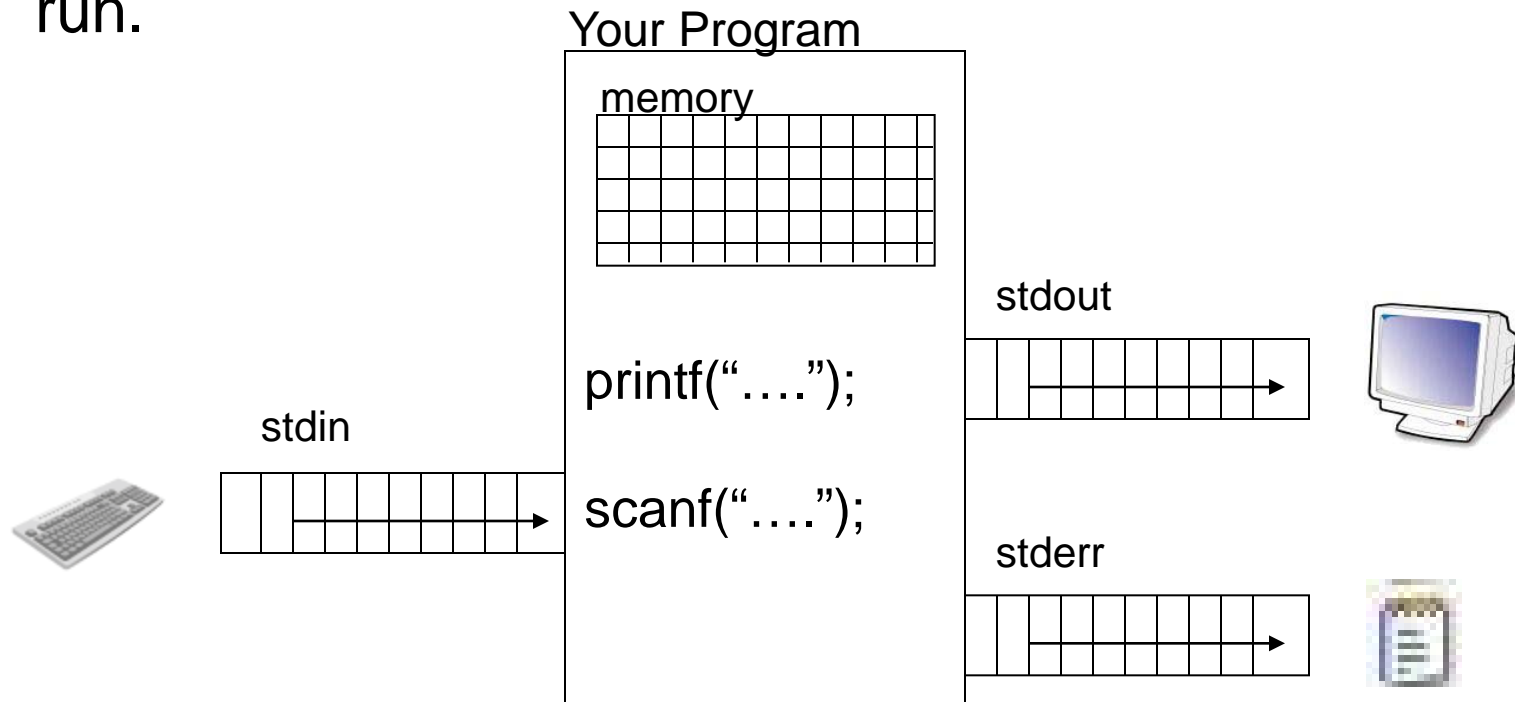 run.
Your Program
memory
stdout
printf(“….”);
stdin
scanf(“….”);
stderr